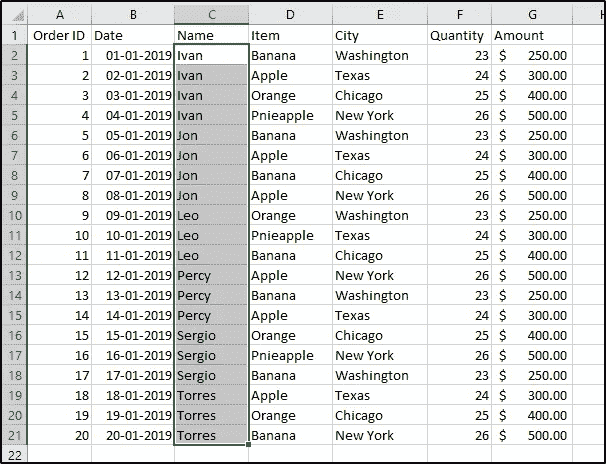 A B C D E F G
1 Order ID Date Name Item City Quantity Amount
2 1 01-01-2019 Ivan Banana Washington 23 $ 250.00
3 2 02-01-2019 Ivan Apple Texas 24 $ 300.00
4 3 03-01-2019 Ivan Orange Chicago 25 $ 400.00
5 4 04-01-2019 Ivan Pnieapple New York 26 $ 500.00
6 5 05-01-2019 Jon Banana Washington 23 $ 250.00
7 6 06-01-2019 Jon Apple Texas 24 $ 300.00
8 7 07-01-2019 Jon Banana Chicago 25 $ 400.00
9 8 08-01-2019 Jon Apple New York 26 $ 500.00
10 9 09-01-2019 Leo Orange Washington 23 $ 250.00
11 10 10-01-2019 Leo Pnieapple Texas 24 $ 300.00
12 11 11-01-2019 Leo Banana Chicago 25 $ 400.00
13 12 12-01-2019 Percy Apple New York 26 $ 500.00
14 13 13-01-2019 Percy Banana Washington 23 $ 250.00
15 14 14-01-2019 Percy Apple Texas 24 $ 300.00
16 15 15-01-2019 Sergio Orange Chicago 25 $ 400.00
17 16 16-01-2019 Sergio Pnieapple New York 26 $ 500.00
18 17 17-01-2019 Sergio Banana Washington 23 $ 250.00
19 18 18-01-2019 Torres Apple Texas 24 $ 300.00
20 19 19-01-2019 Torres Orange Chicago 25 $ 400.00
21 20 20-01-2019 Torres Banana New York 26 $ 500.00
22